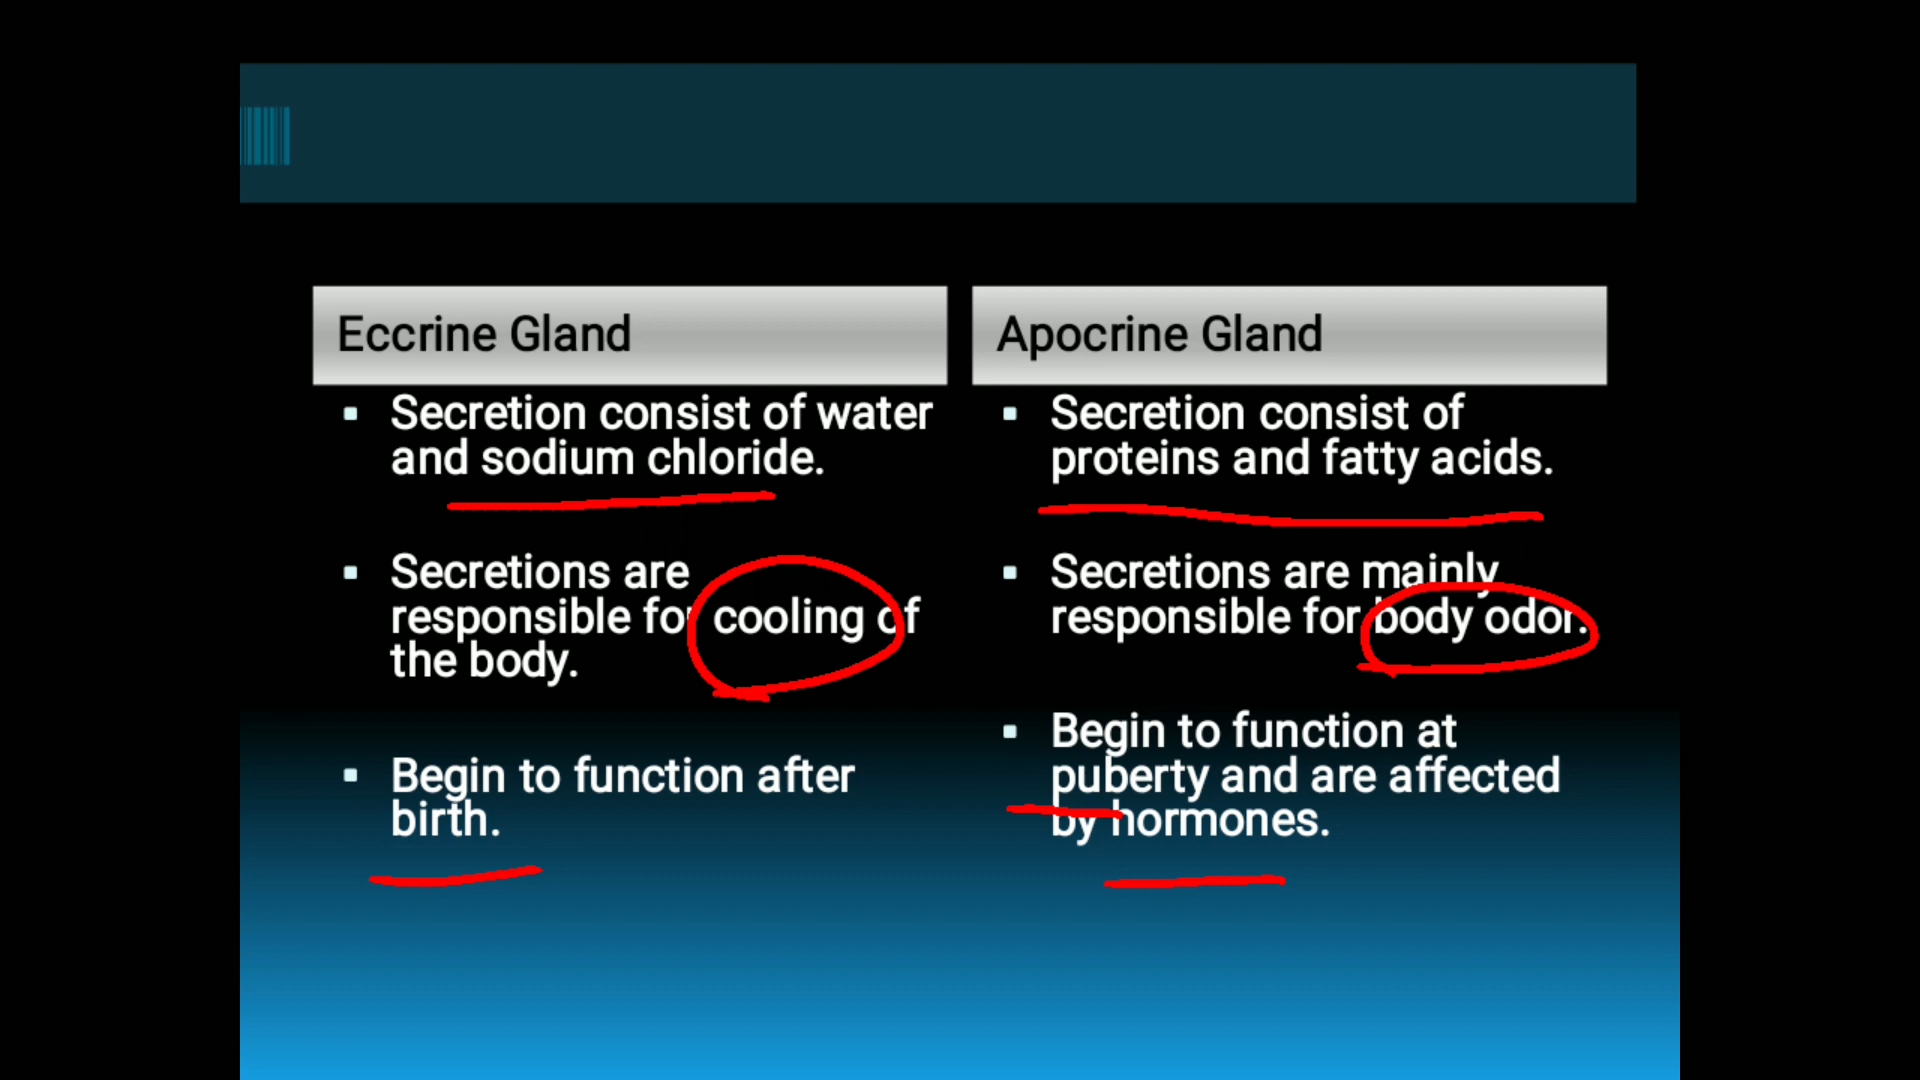 Eccrine Gland
Secretion consist of water
and sodium chloride.
Secretions are
responsible for cooling of
the body.
Begin to function after
birth.
Apocrine Gland
Secretion consist of
proteins and fatty acids.
Secretions are mainly
responsible for body odor.
Begin to function at
puberty and are affected
by hormones.